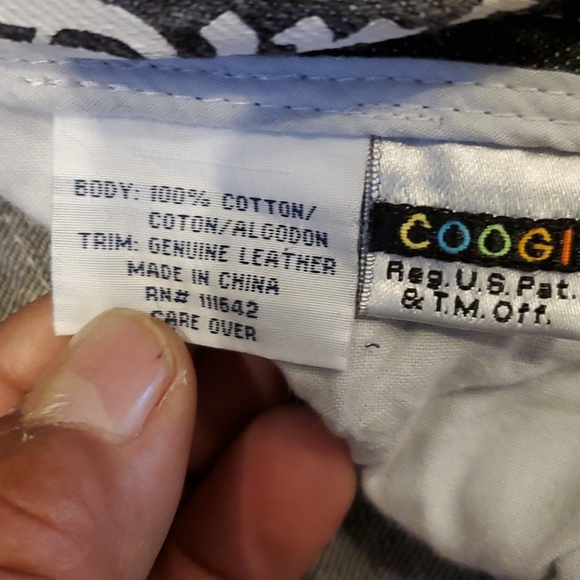 BODY: 100% COTTON/
COTON/ALGODON
TRIM: GENUINE LEATHER
MADE IN CHINA
RN# 111642
CARE OVER
COOGI
Reg. U.S. Pat.
& T.M. Off.